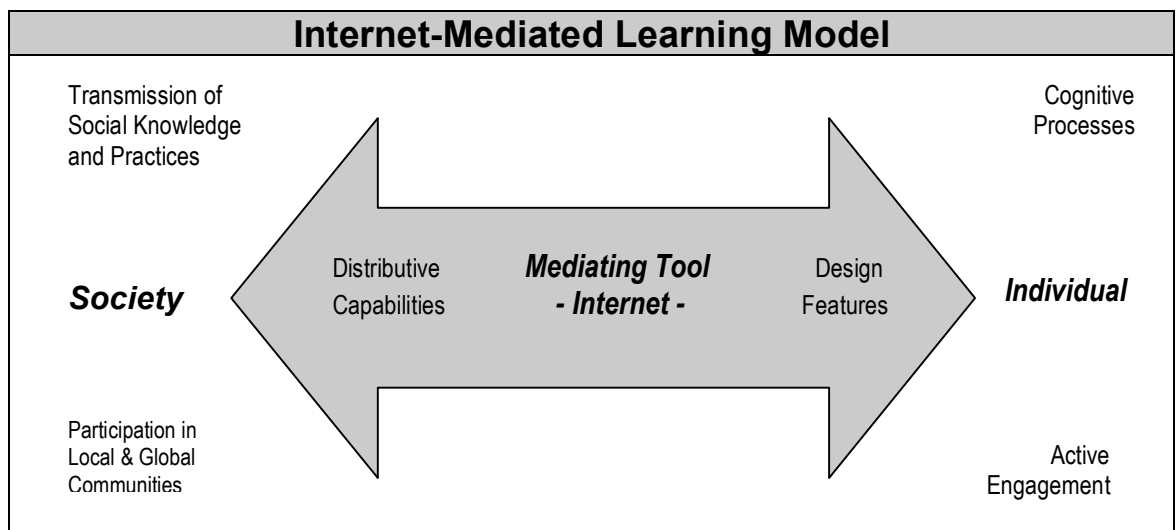 Internet-Mediated Learning Model
Transmission of
Social Knowledge
and Practices
Cognitive
Processes
Society
Distributive
Capabilities
Mediating Tool
- Internet -
Design
Features
Individual
Participation in
Local & Global
Communities
Active
Engagement